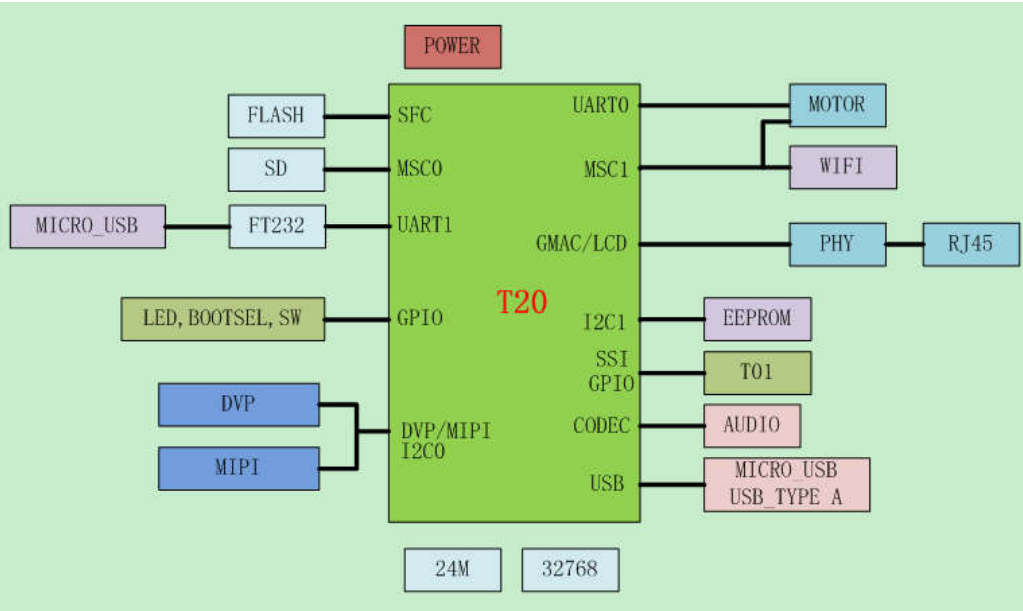 POWER
FLASH
SFC
UART0
MOTOR
SD
MSC0
MSC1
WIFI
MICRO_USB
FT232
UART1
GMAC/LCD
PHY
RJ45
T20
LED,BOOTSEL,SW
GPIO
I2C1
EEPROM
SSI
GPIO
T01
DVP
MIPI
DVP/MIPI
I2C0
CODEC
AUDIO
USB
MICRO_USB
USB_TYPE A
24M
32768